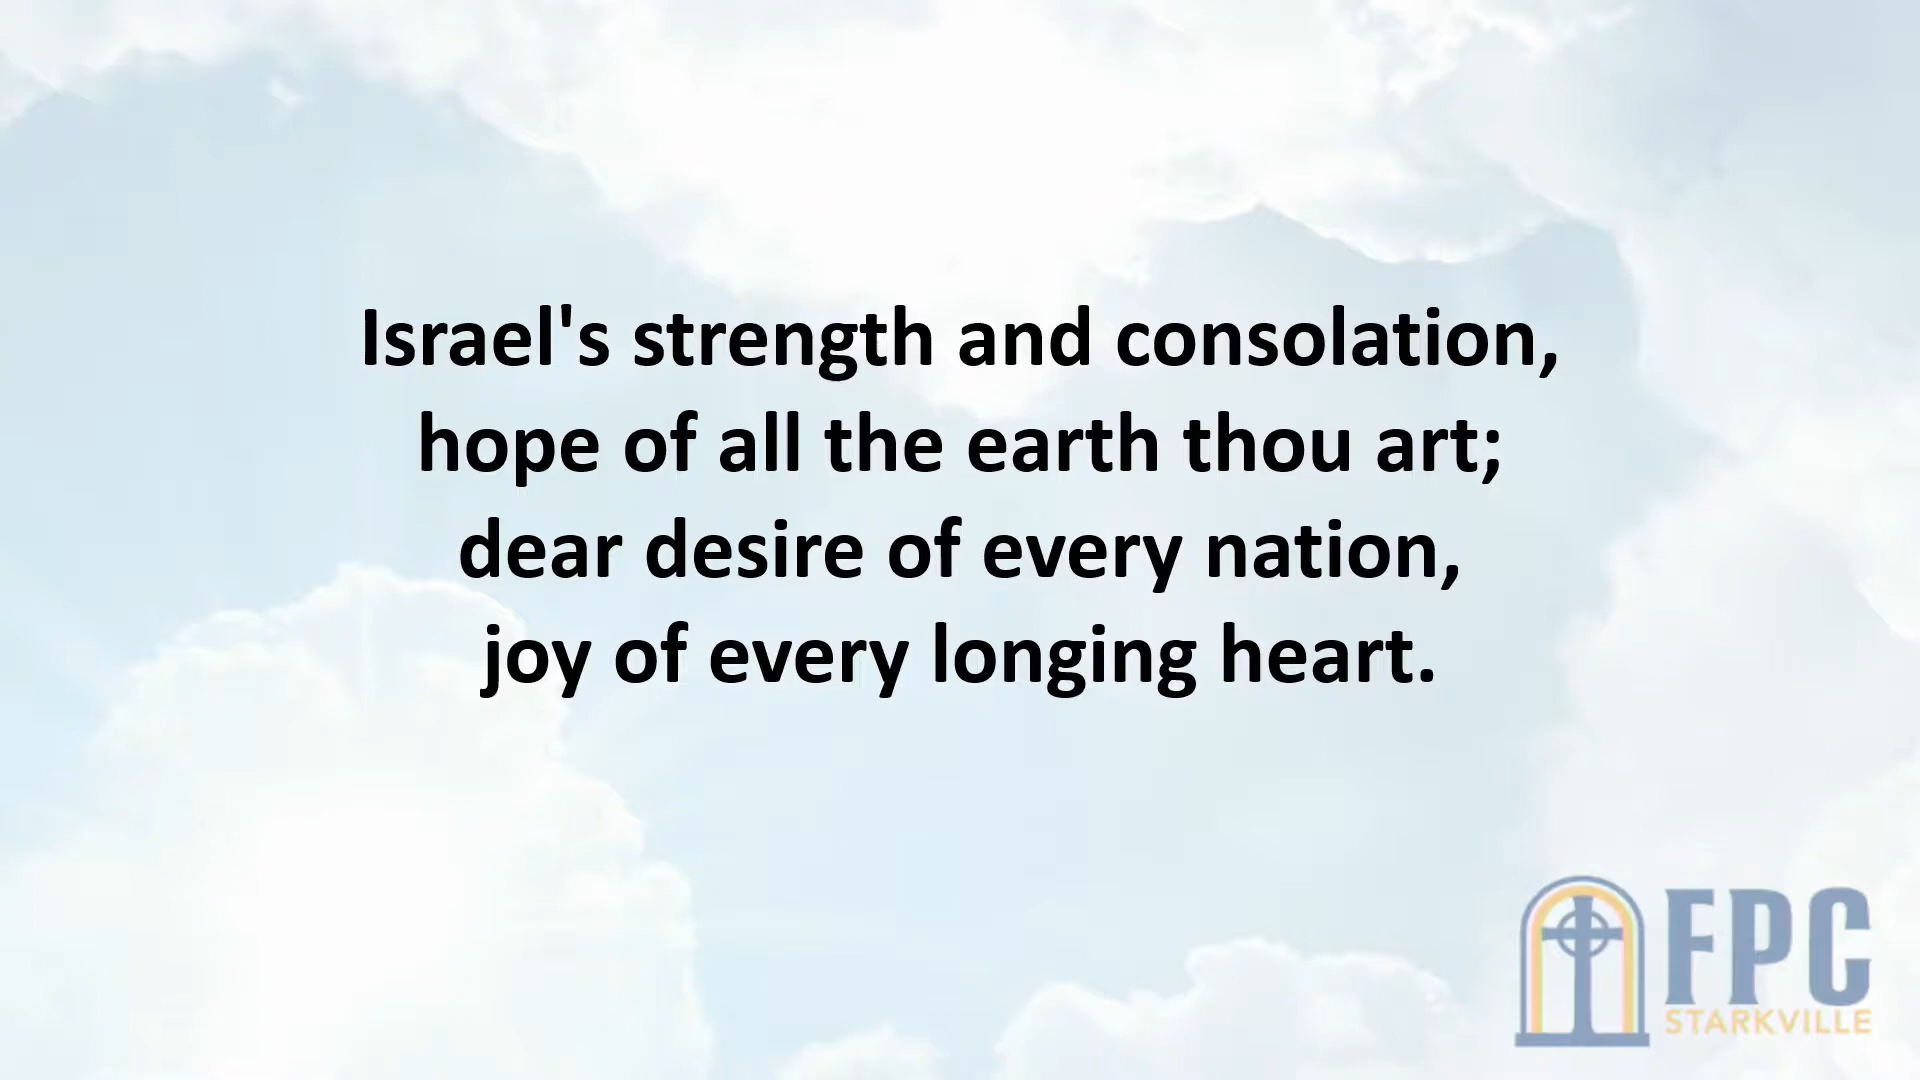 Israel's strength and consolation,
hope of all the earth thou art;
dear desire of every nation,
joy of every longing heart.
FPC
STARKVILLE